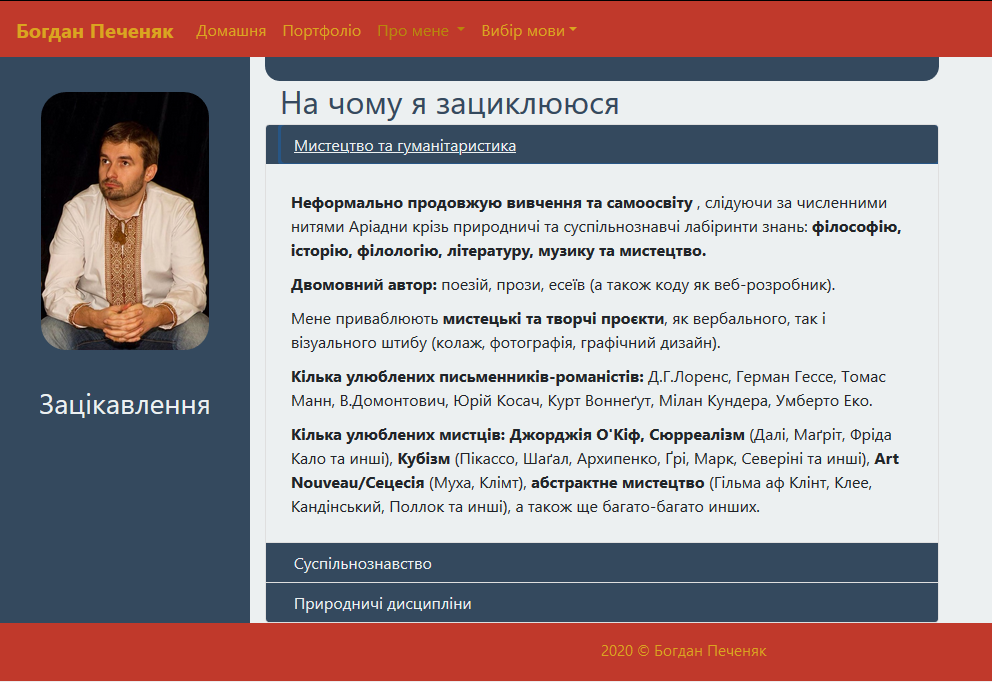 Богдан Печеняк Домашня Портфоліо Про мене Вибір мови
На чому я зациклююся
Мистецтво та гуманітаристика
Неформально продовжую вивчення та самоосвіту , слідуючи за численними
нитями Аріадни крізь природничі та суспільнознавчі лабіринти знань: філософію,
історію, філологію, літературу, музику та мистецтво.
Двомовний автор: поезій, прози, есеїв (а також коду як веб-розробник).
Мене приваблюють мистецькі та творчі проєкти, як вербального, так і
візуального штибу (колаж, фотографія, графічний дизайн).
Кілька улюблених письменників-романістів: Д.Г.Лоренс, Герман Гессе, Томас
Манн, В.Домонтович, Юрій Косач, Курт Воннеґут, Мілан Кундера, Умберто Еко.
Кілька улюблених мистців: Джорджія О'Кіф, Сюрреалізм (Далі, Маґріт, Фріда
Кало та инші), Кубізм (Пікассо, Шаґал, Архипенко, Ґрі, Марк, Северіні та инші), Art
Nouveau/Сецесія (Муха, Клімт), абстрактне мистецтво (Гільма аф Клінт, Клее,
Кандінський, Поллок та инші), а також ще багато-багато инших.
Суспільнознавство
Природничі дисципліни
Зацікавлення
2020 © Богдан Печеняк